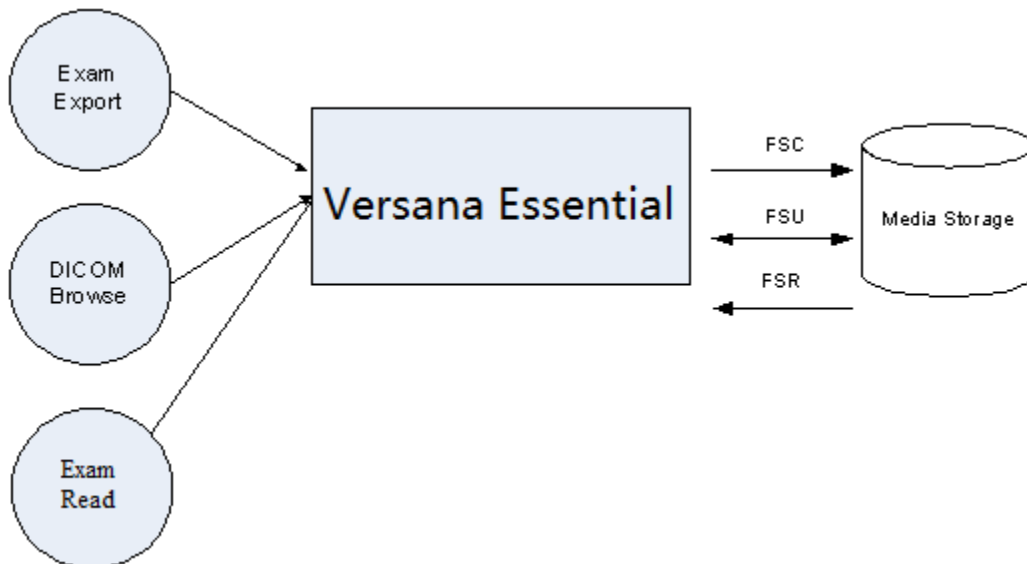 Exam
Export
DICOM
Browse
Exam
Read
Versana Essential
FSC
FSU
FSR
Media Storage